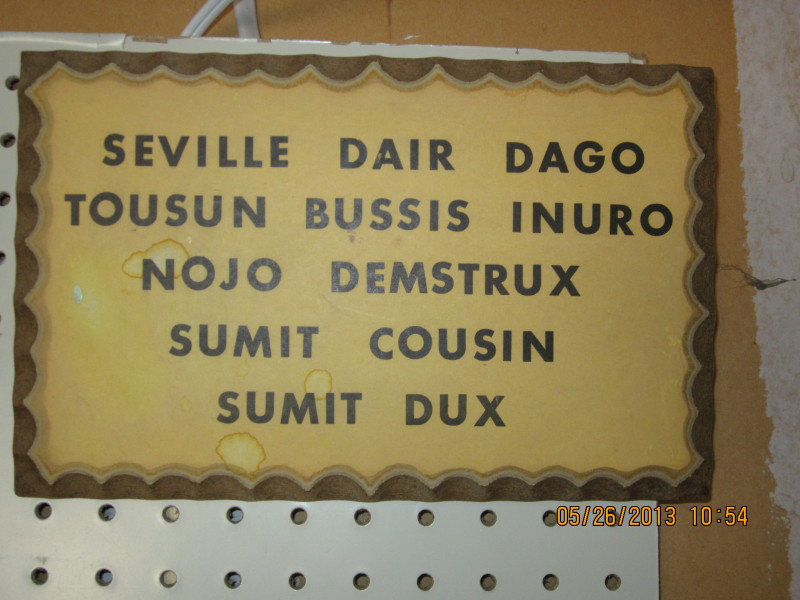 SEVILLE DAIR DAGO
TOUSUN BUSSIS INURO
NOJO DEMSTRUX
SUMIT COUSIN
SUMIT DUX
05/26/2013 10:54